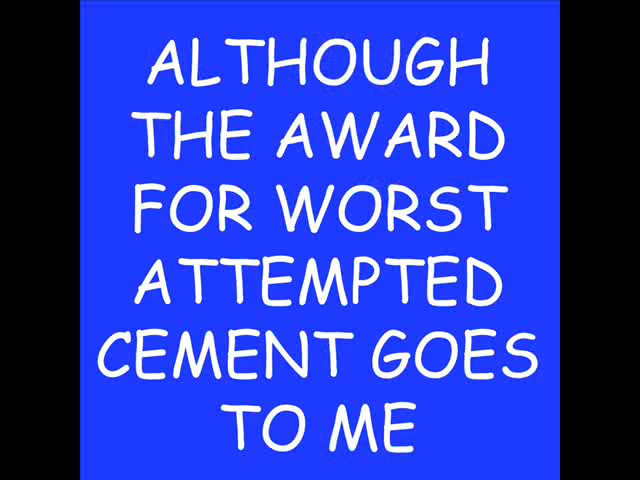 ALTHOUGH
THE AWARD
FOR WORST
ATTEMPTED
CEMENT GOES
TO ME